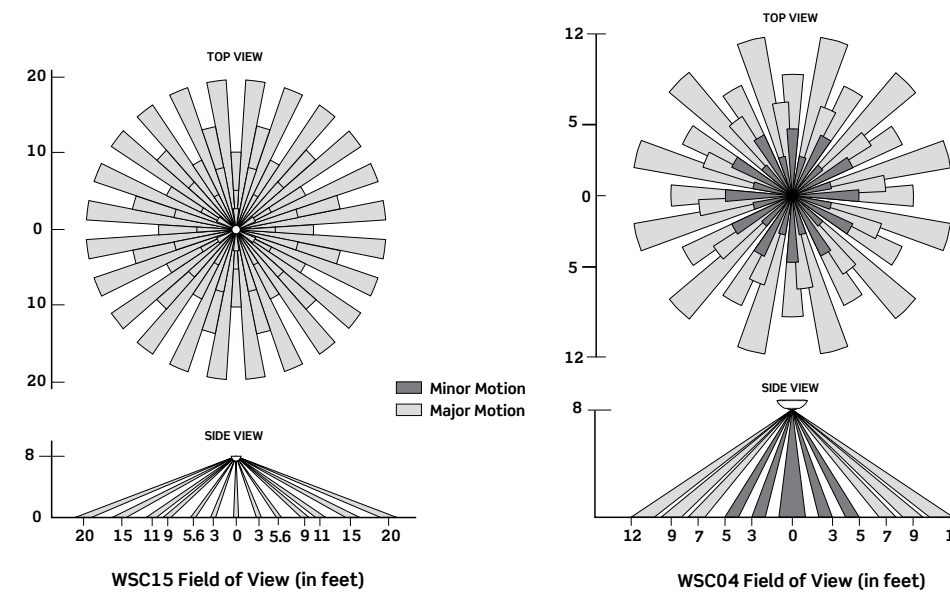 TOP VIEW
20
10
0
10
20
SIDE VIEW
8
0
20 15 11 9 5.6 3 0 3 5.6 9 11 15 20
WSC15 Field of View (in feet)
Minor Motion
Major Motion
TOP VIEW
12
5
0
5
12
SIDE VIEW
8
12 9 7 5 3 0 3 5 7 9
WSC04 Field of View (in feet)